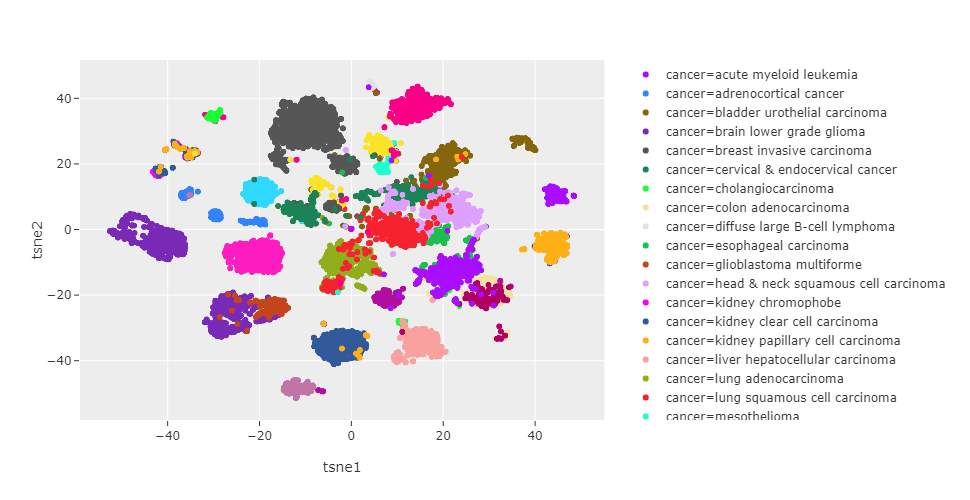 40
20
0
−20
−40
−40
−20
0
20
40
tsne2
tsne1
cancer=acute myeloid leukemia
cancer=adrenocortical cancer
cancer=bladder urothelial carcinoma
cancer=brain lower grade glioma
cancer=breast invasive carcinoma
cancer=cervical & endocervical cancer
cancer=cholangiocarcinoma
cancer=colon adenocarcinoma
cancer=diffuse large B-cell lymphoma
cancer=esophageal carcinoma
cancer=glioblastoma multiforme
cancer=head & neck squamous cell carcinoma
cancer=kidney chromophobe
cancer=kidney clear cell carcinoma
cancer=kidney papillary cell carcinoma
cancer=liver hepatocellular carcinoma
cancer=lung adenocarcinoma
cancer=lung squamous cell carcinoma
cancer=mesothelioma